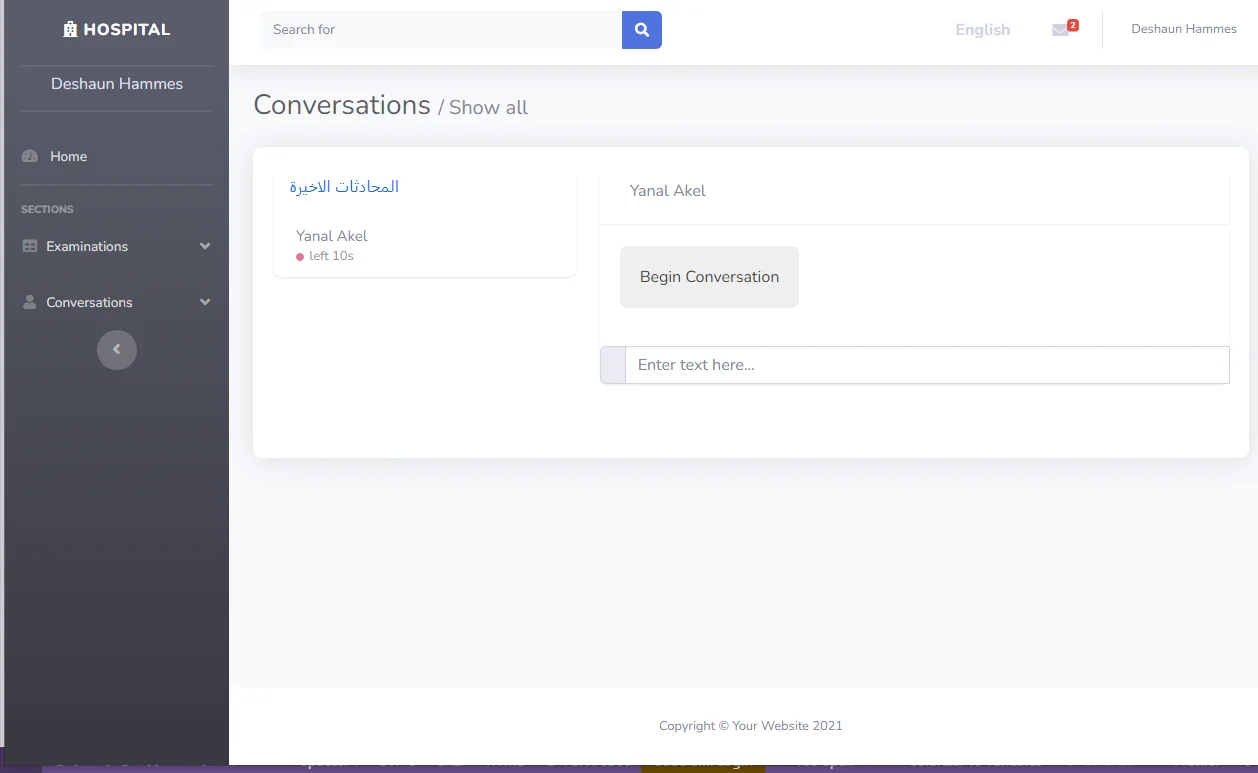 HOSPITAL
Deshaun Hammes
Home
SECTIONS
Examinations
Conversations
Search for
English
2
Deshaun Hammes
Conversations / Show all
المحادثات الاخيرة
Yanal Akel
left 10s
Yanal Akel
Begin Conversation
Enter text here...
Copyright © Your Website 2021